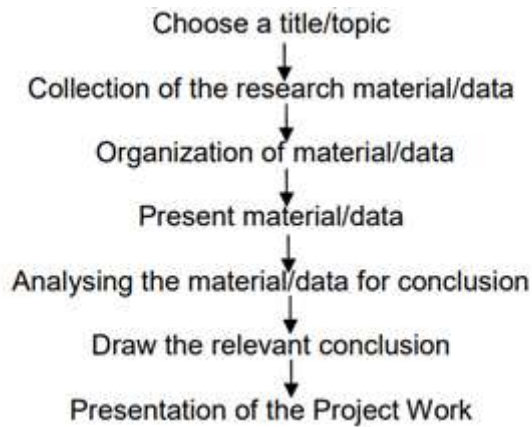 Choose a title/topic
Collection of the research material/data
Organization of material/data
Present material/data
Analysing the material/data for conclusion
Draw the relevant conclusion
Presentation of the Project Work